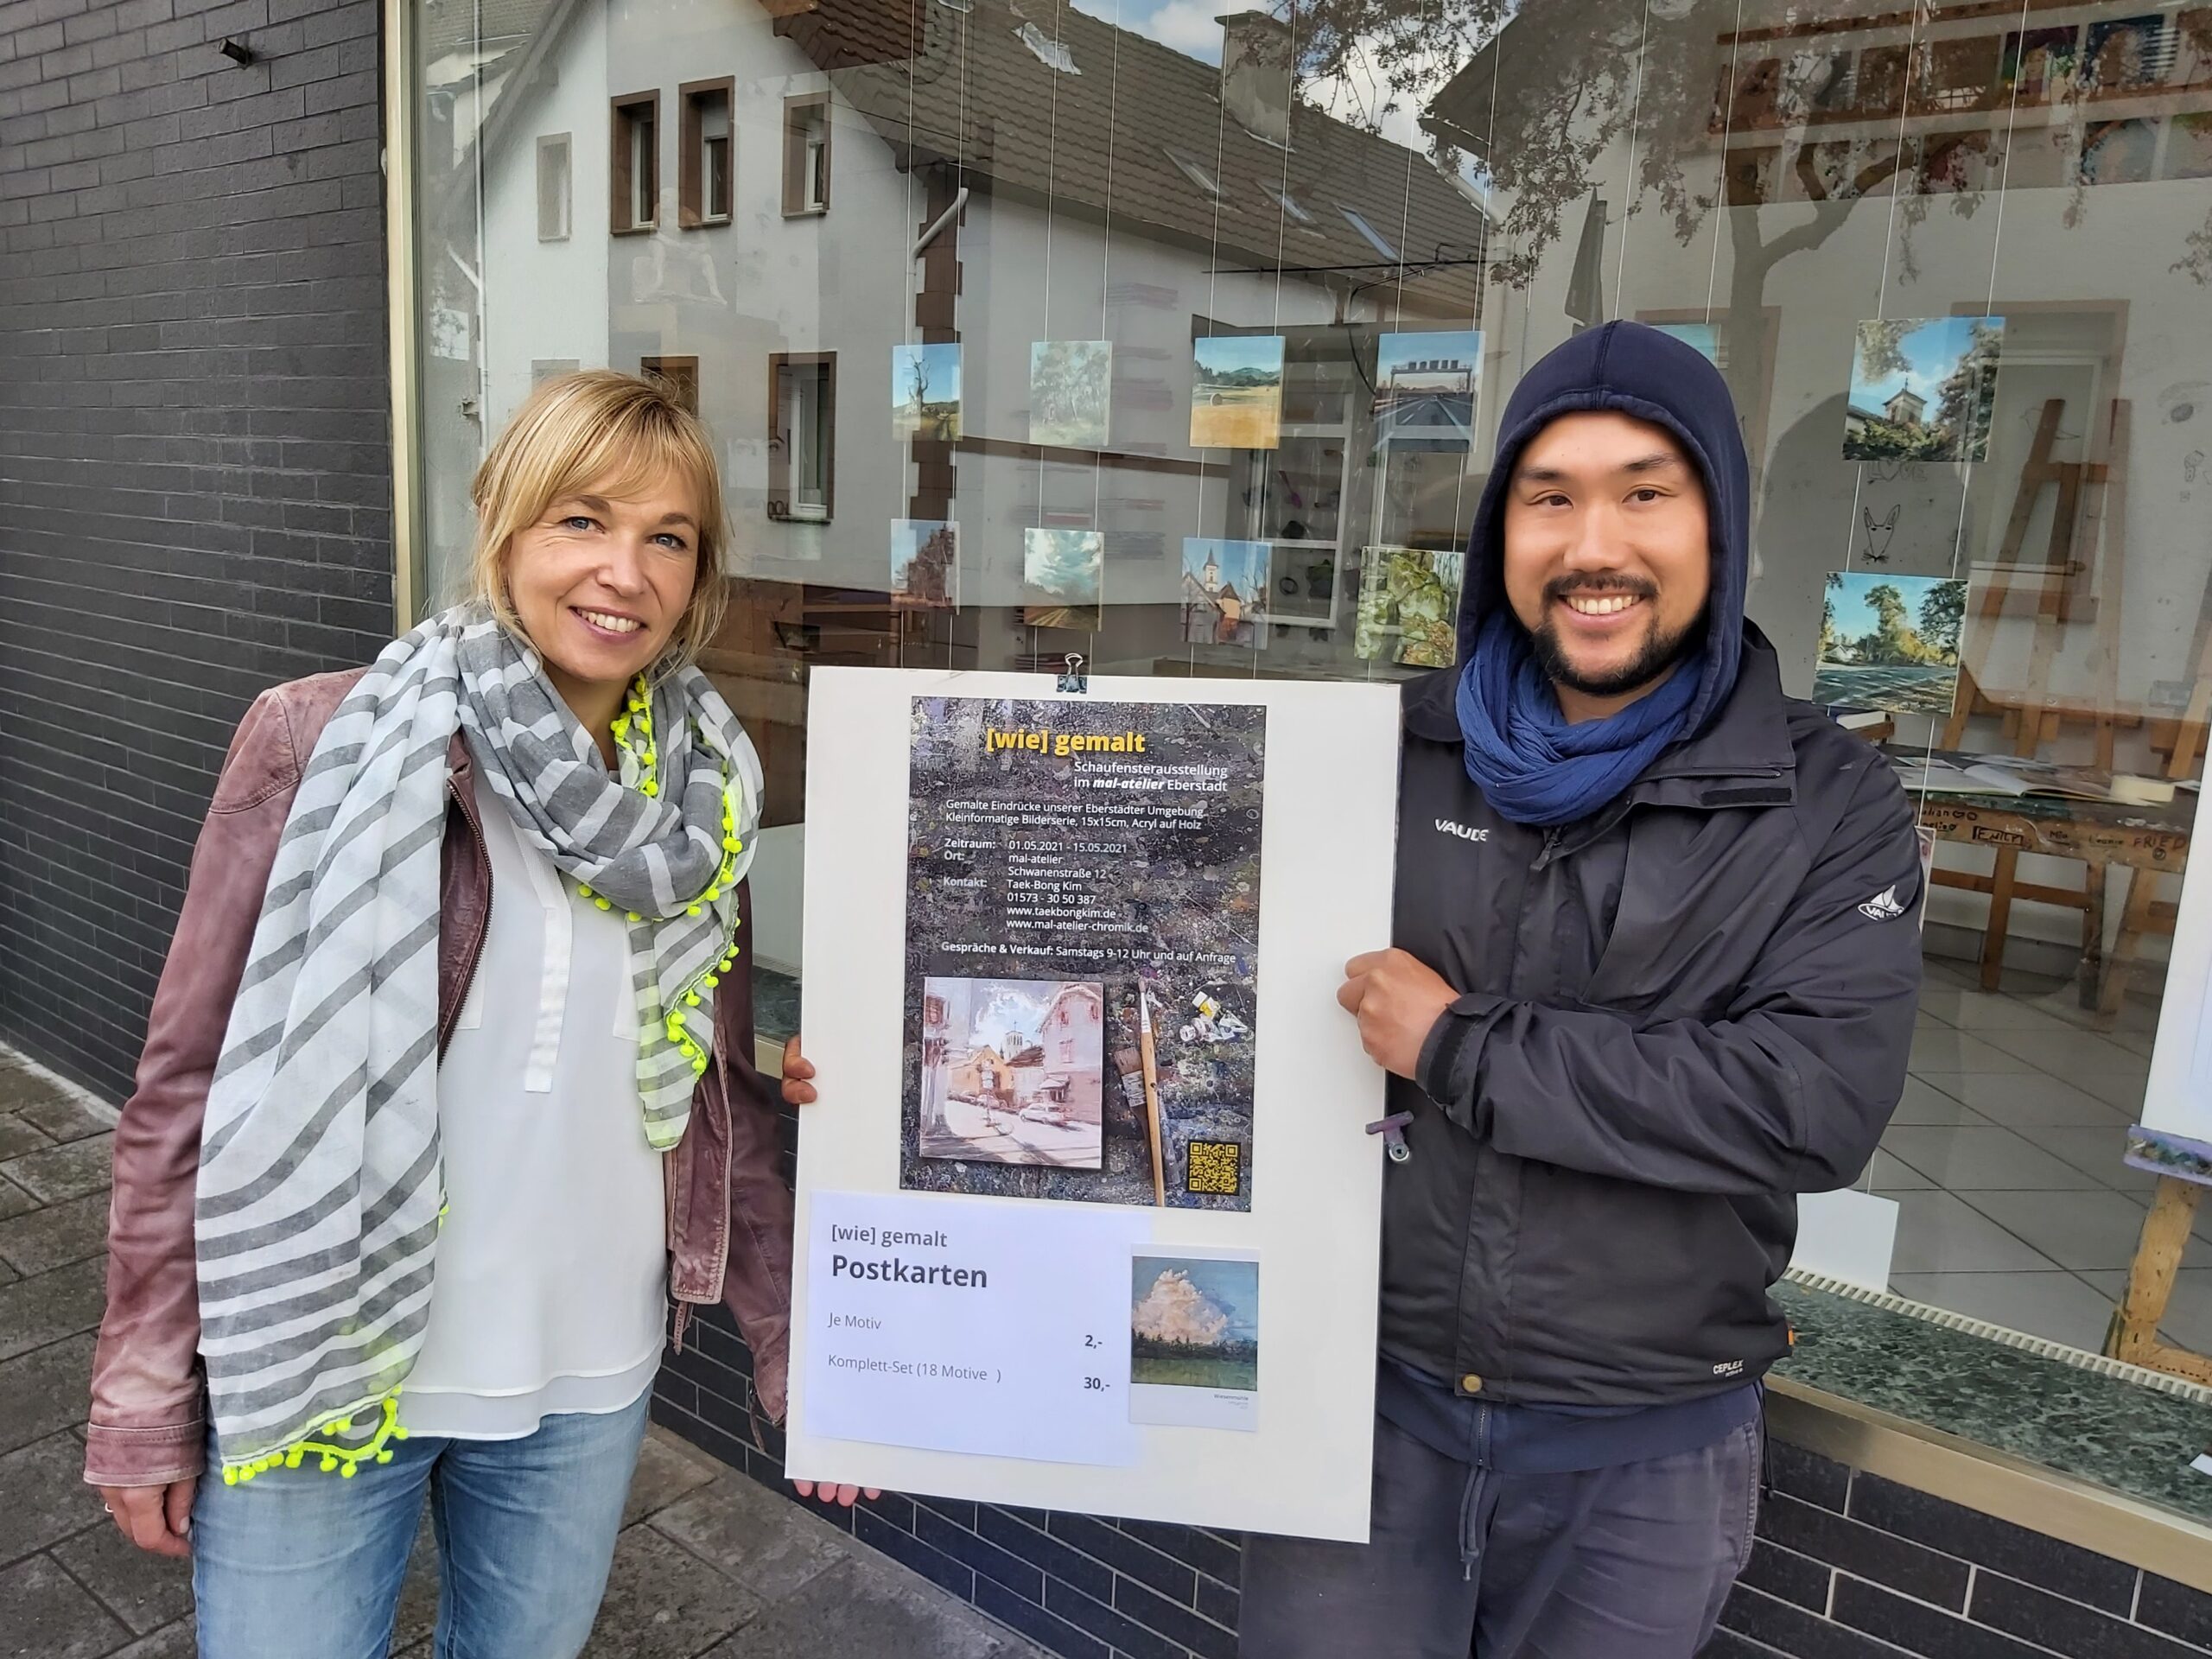 [wie] gemalt
Schaufensterausstellung
im mal-atelier Eberstadt
Gemalte Eindrücke unserer Eberstädter Umgebung
Kleinformatige Bilderserie, 15x15cm, Acryl auf Holz
Zeitraum: 01.05.2021 - 15.05.2021
Ort: mal-atelier
Schwanenstraße 12
Kontakt: Taek-Bong Kim
01573 - 30 50 387
www.taekbongkim.de
www.mal-atelier-chromik.de
Gespräche & Verkauf: Samstags 9-12 Uhr und auf Anfrage
[wie] gemalt
Postkarten
Je Motiv 2,-
Komplett-Set (18 Motive ) 30,-
VAUDE
CEPLEX
EMILY
FRIED